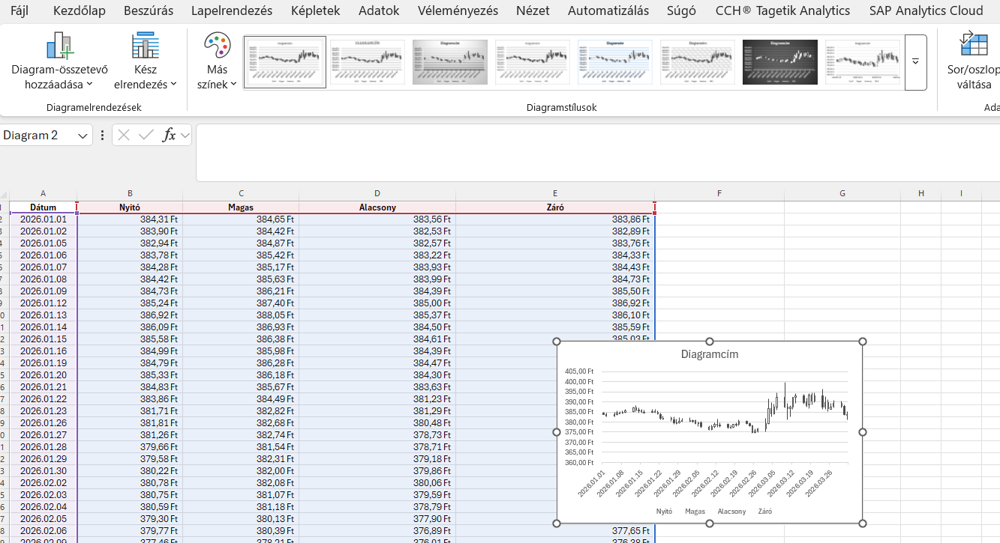 Fájl Kezdőlap Beszúrás Lapelrendezés Képletek Adatok Véleményezés Nézet Automatizálás Súgó CCH® Tagetik Analytics SAP Analytics Cloud
Diagram-összetevő hozzáadása
Kész elrendezés
Más színek
Sor/oszlop váltása
Diagramelrendezések
Diagramstílusok
Ada
Diagram 2
fx
A B C D E F G H I
Dátum Nyitó Magas Alacsony Záró
2026.01.01 384,31 Ft 384,65 Ft 383,56 Ft 383,86 Ft
2026.01.02 383,90 Ft 384,42 Ft 382,53 Ft 382,89 Ft
2026.01.05 382,94 Ft 384,87 Ft 382,57 Ft 383,76 Ft
2026.01.06 383,78 Ft 385,42 Ft 383,22 Ft 384,33 Ft
2026.01.07 384,28 Ft 385,17 Ft 383,93 Ft 384,43 Ft
2026.01.08 384,42 Ft 385,63 Ft 383,99 Ft 384,73 Ft
2026.01.09 384,73 Ft 386,21 Ft 384,39 Ft 385,50 Ft
2026.01.12 385,24 Ft 387,40 Ft 385,00 Ft 386,92 Ft
2026.01.13 386,92 Ft 388,05 Ft 385,37 Ft 386,10 Ft
2026.01.14 386,09 Ft 386,93 Ft 384,50 Ft 385,59 Ft
2026.01.15 385,58 Ft 386,38 Ft 384,61 Ft 385,03 Ft
2026.01.16 384,99 Ft 385,98 Ft 384,39 Ft
2026.01.19 384,79 Ft 386,28 Ft 384,47 Ft
2026.01.20 385,33 Ft 386,18 Ft 384,30 Ft
2026.01.21 384,83 Ft 385,67 Ft 383,63 Ft
2026.01.22 383,86 Ft 384,49 Ft 381,23 Ft
2026.01.23 381,71 Ft 382,82 Ft 381,29 Ft
2026.01.26 381,81 Ft 382,68 Ft 380,48 Ft
2026.01.27 381,26 Ft 382,74 Ft 378,73 Ft
2026.01.28 379,66 Ft 381,54 Ft 378,71 Ft
2026.01.29 379,58 Ft 382,31 Ft 379,18 Ft
2026.01.30 380,22 Ft 382,00 Ft 379,86 Ft
2026.02.02 380,78 Ft 382,08 Ft 380,06 Ft
2026.02.03 380,75 Ft 381,07 Ft 379,59 Ft
2026.02.04 380,59 Ft 381,18 Ft 378,79 Ft
2026.02.05 379,30 Ft 380,13 Ft 377,90 Ft
2026.02.06 379,77 Ft 380,39 Ft 376,89 Ft 377,65 Ft
2026.02.09 377,46 Ft 378,21 Ft 376,01 Ft 376,38 Ft
Diagramcím
405,00 Ft
400,00 Ft
395,00 Ft
390,00 Ft
385,00 Ft
380,00 Ft
375,00 Ft
370,00 Ft
365,00 Ft
360,00 Ft
2026.01.01 2026.01.08 2026.01.15 2026.01.22 2026.01.29 2026.02.05 2026.02.12 2026.02.19 2026.02.26 2026.03.05 2026.03.12 2026.03.19 2026.03.26
Nyitó Magas Alacsony Záró